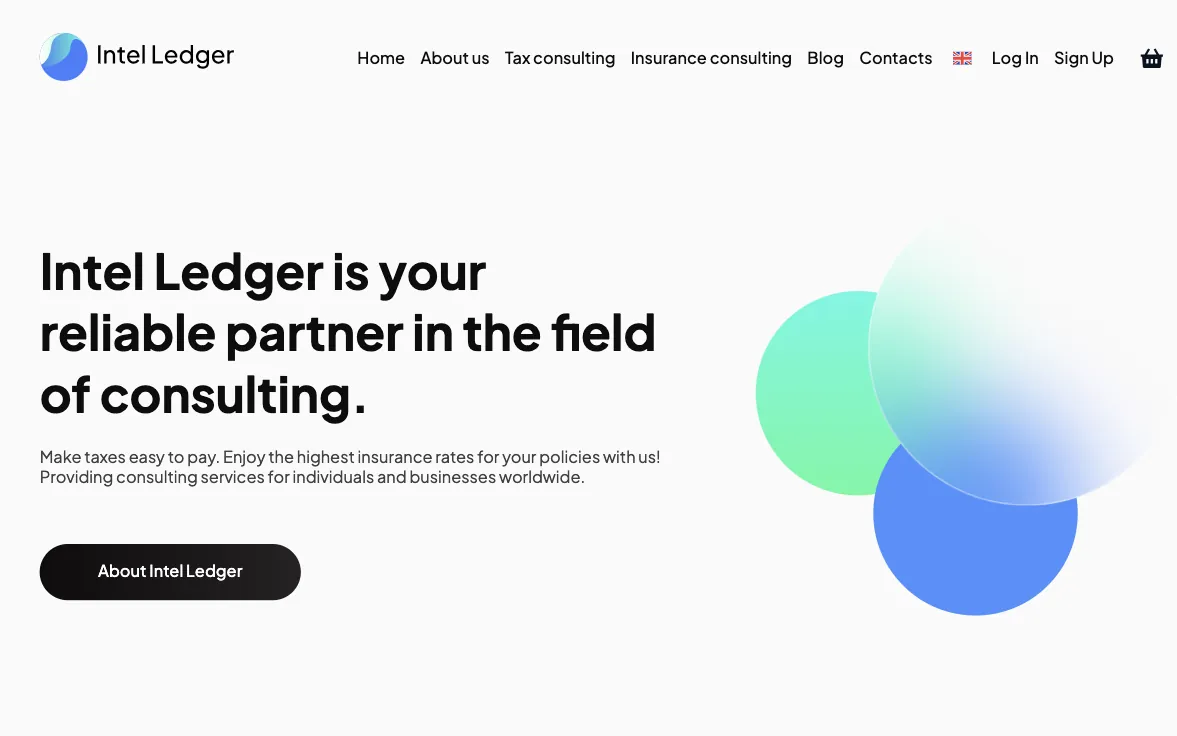 Intel Ledger
Home About us Tax consulting Insurance consulting Blog Contacts Log In Sign Up
Intel Ledger is your
reliable partner in the field
of consulting.
Make taxes easy to pay. Enjoy the highest insurance rates for your policies with us!
Providing consulting services for individuals and businesses worldwide.
About Intel Ledger